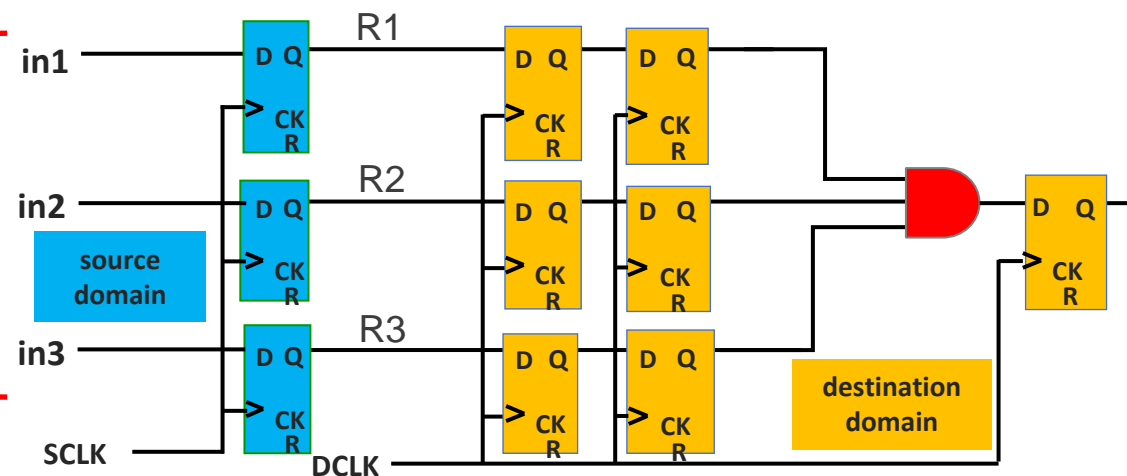 in1
D Q
CK
R
R1
D Q
CK
R
D Q
CK
R
in2
D Q
CK
R
R2
D Q
CK
R
D Q
CK
R
D Q
CK
R
source
domain
in3
D Q
CK
R
R3
D Q
CK
R
D Q
CK
R
destination
domain
SCLK
DCLK